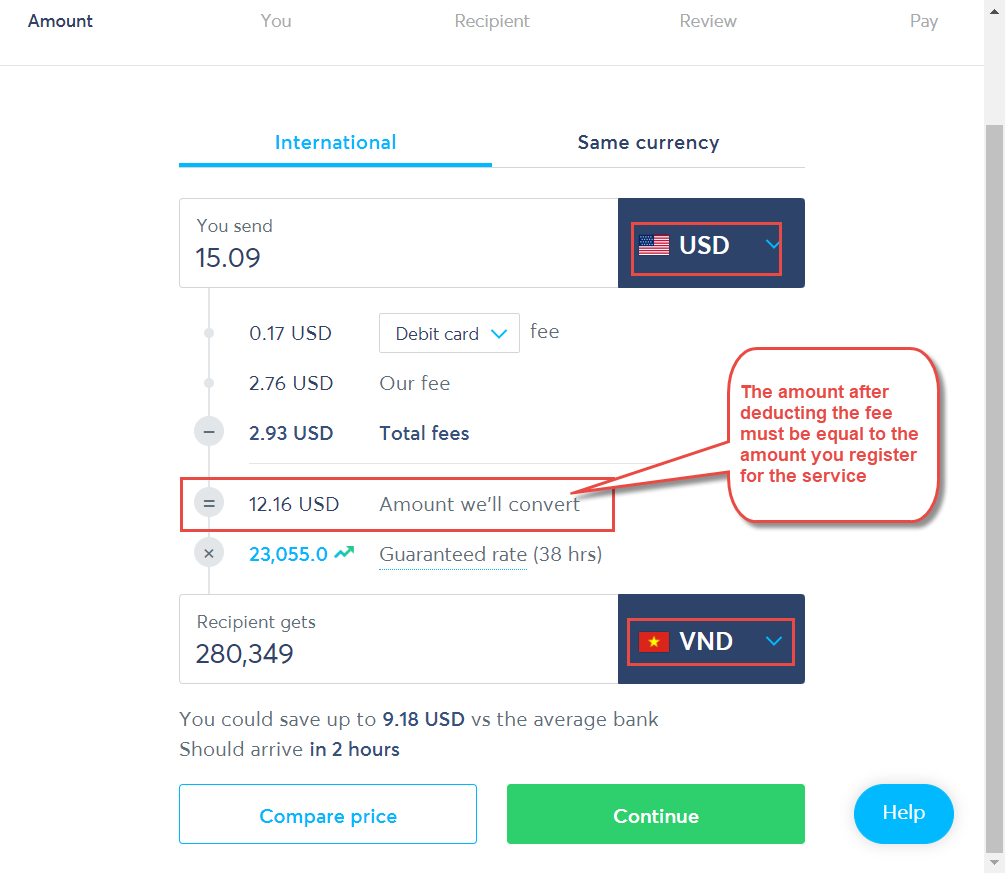 Amount You Recipient Review Pay
International Same currency
You send
15.09
USD
0.17 USD Debit card fee
2.76 USD Our fee
− 2.93 USD Total fees
The amount after
deducting the fee
must be equal to the
amount you register
for the service
= 12.16 USD Amount we'll convert
× 23,055.0 Guaranteed rate (38 hrs)
Recipient gets
280,349
VND
You could save up to 9.18 USD vs the average bank
Should arrive in 2 hours
Compare price Continue Help